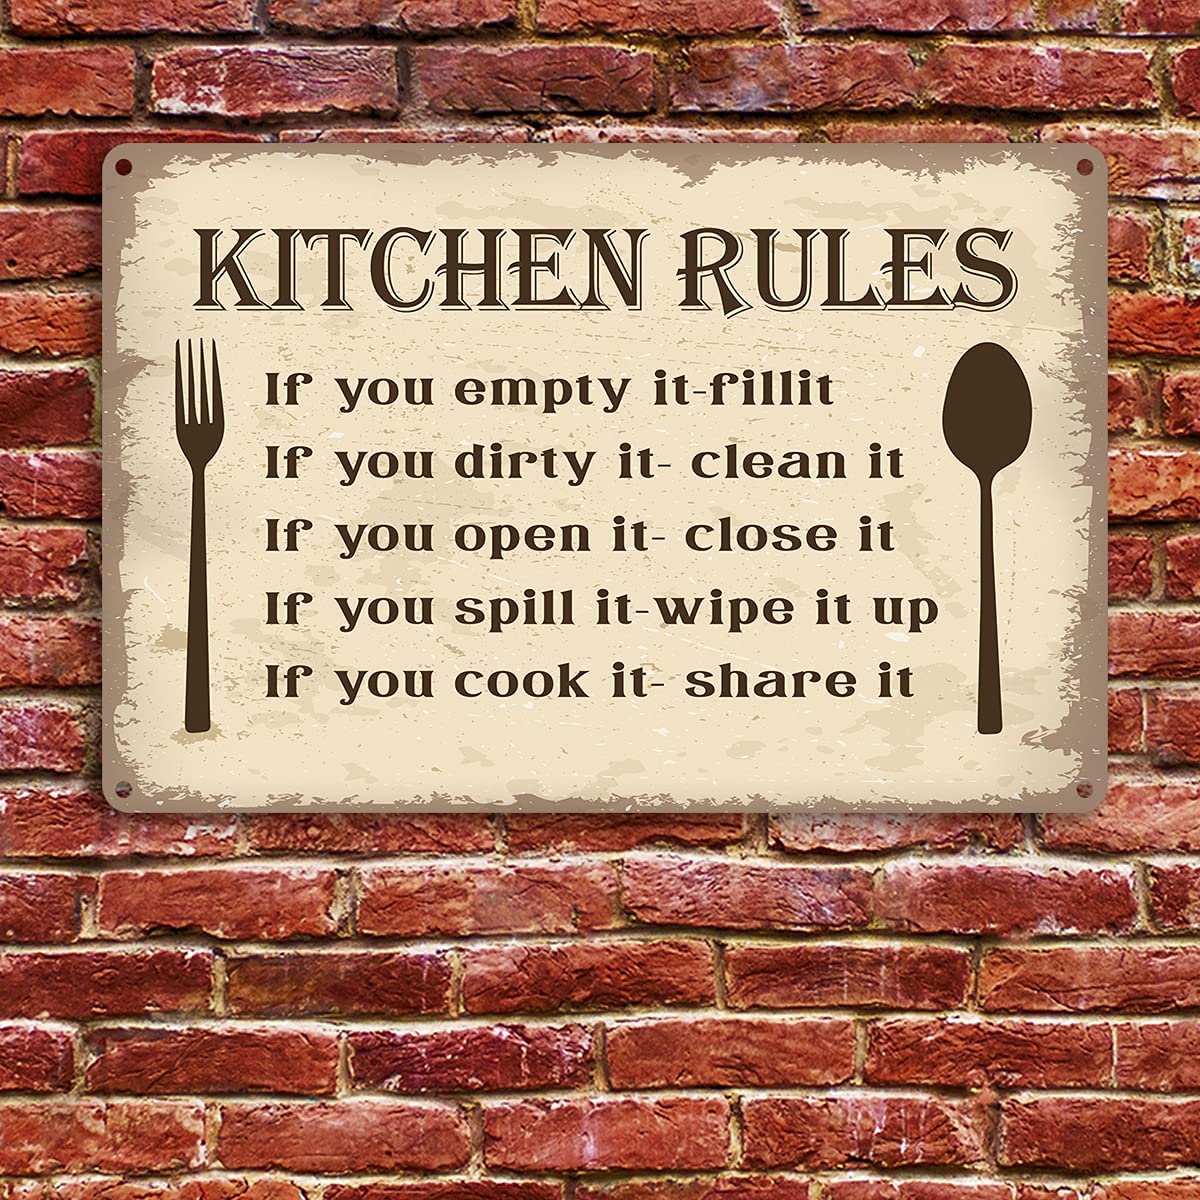 KITCHEN RULES
If you empty it-fillit
If you dirty it- clean it
If you open it- close it
If you spill it-wipe it up
If you cook it- share it